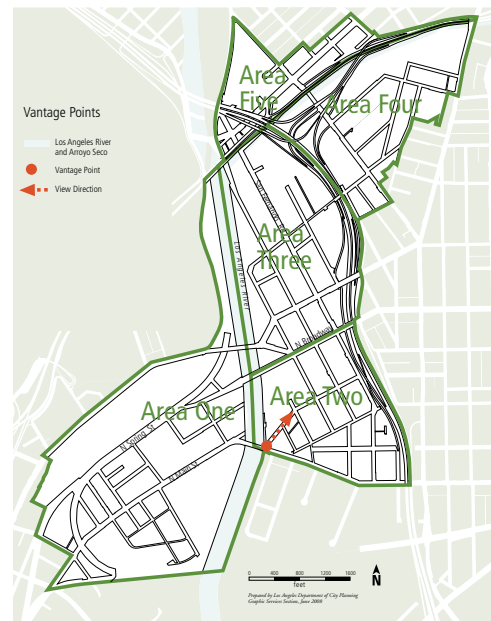 Area
Five
Area Four
Vantage Points
Los Angeles River
and Arroyo Seco
Vantage Point
View Direction
Area
Three
Los Angeles River
N Broadway
Area Two
Area One
N Spring St
N Main St
0 400 800 1200 1600
feet
N
Prepared by Los Angeles Department of City Planning
Graphic Services Section, June 2008